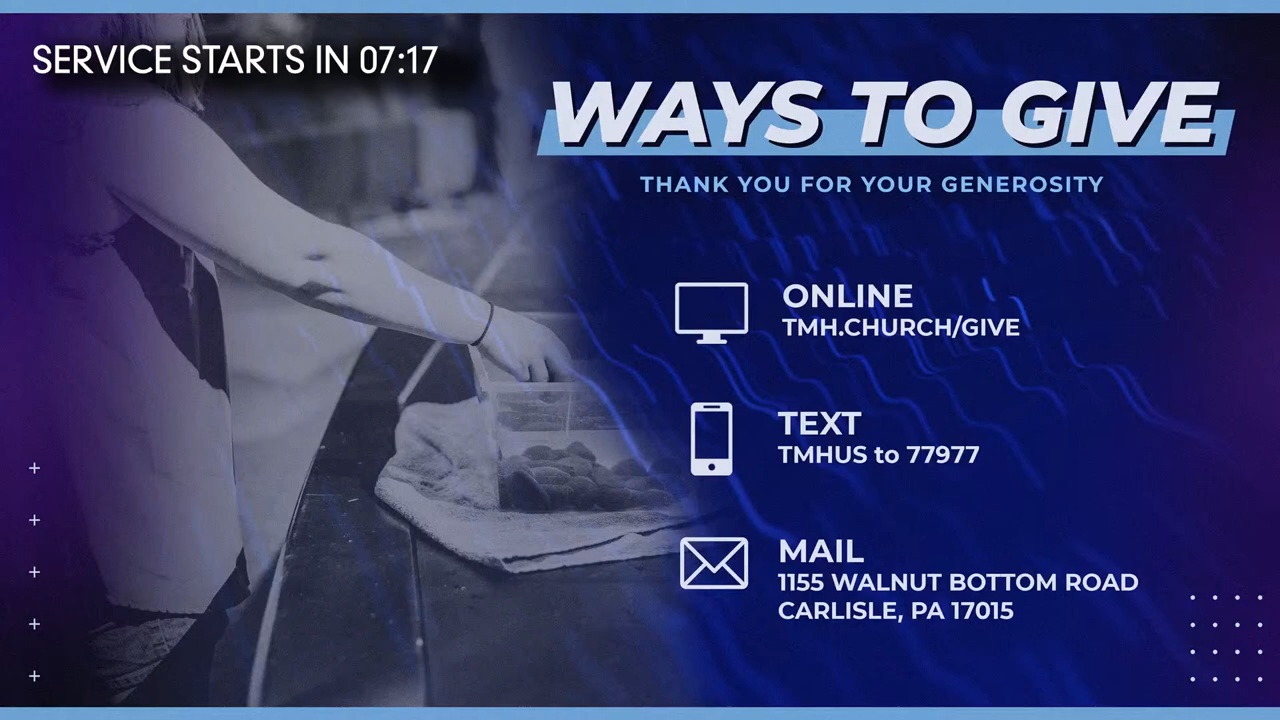 SERVICE STARTS IN 07:17
WAYS TO GIVE
THANK YOU FOR YOUR GENEROSITY
ONLINE
TMH.CHURCH/GIVE
TEXT
TMHUS to 77977
MAIL
1155 WALNUT BOTTOM ROAD
CARLISLE, PA 17015